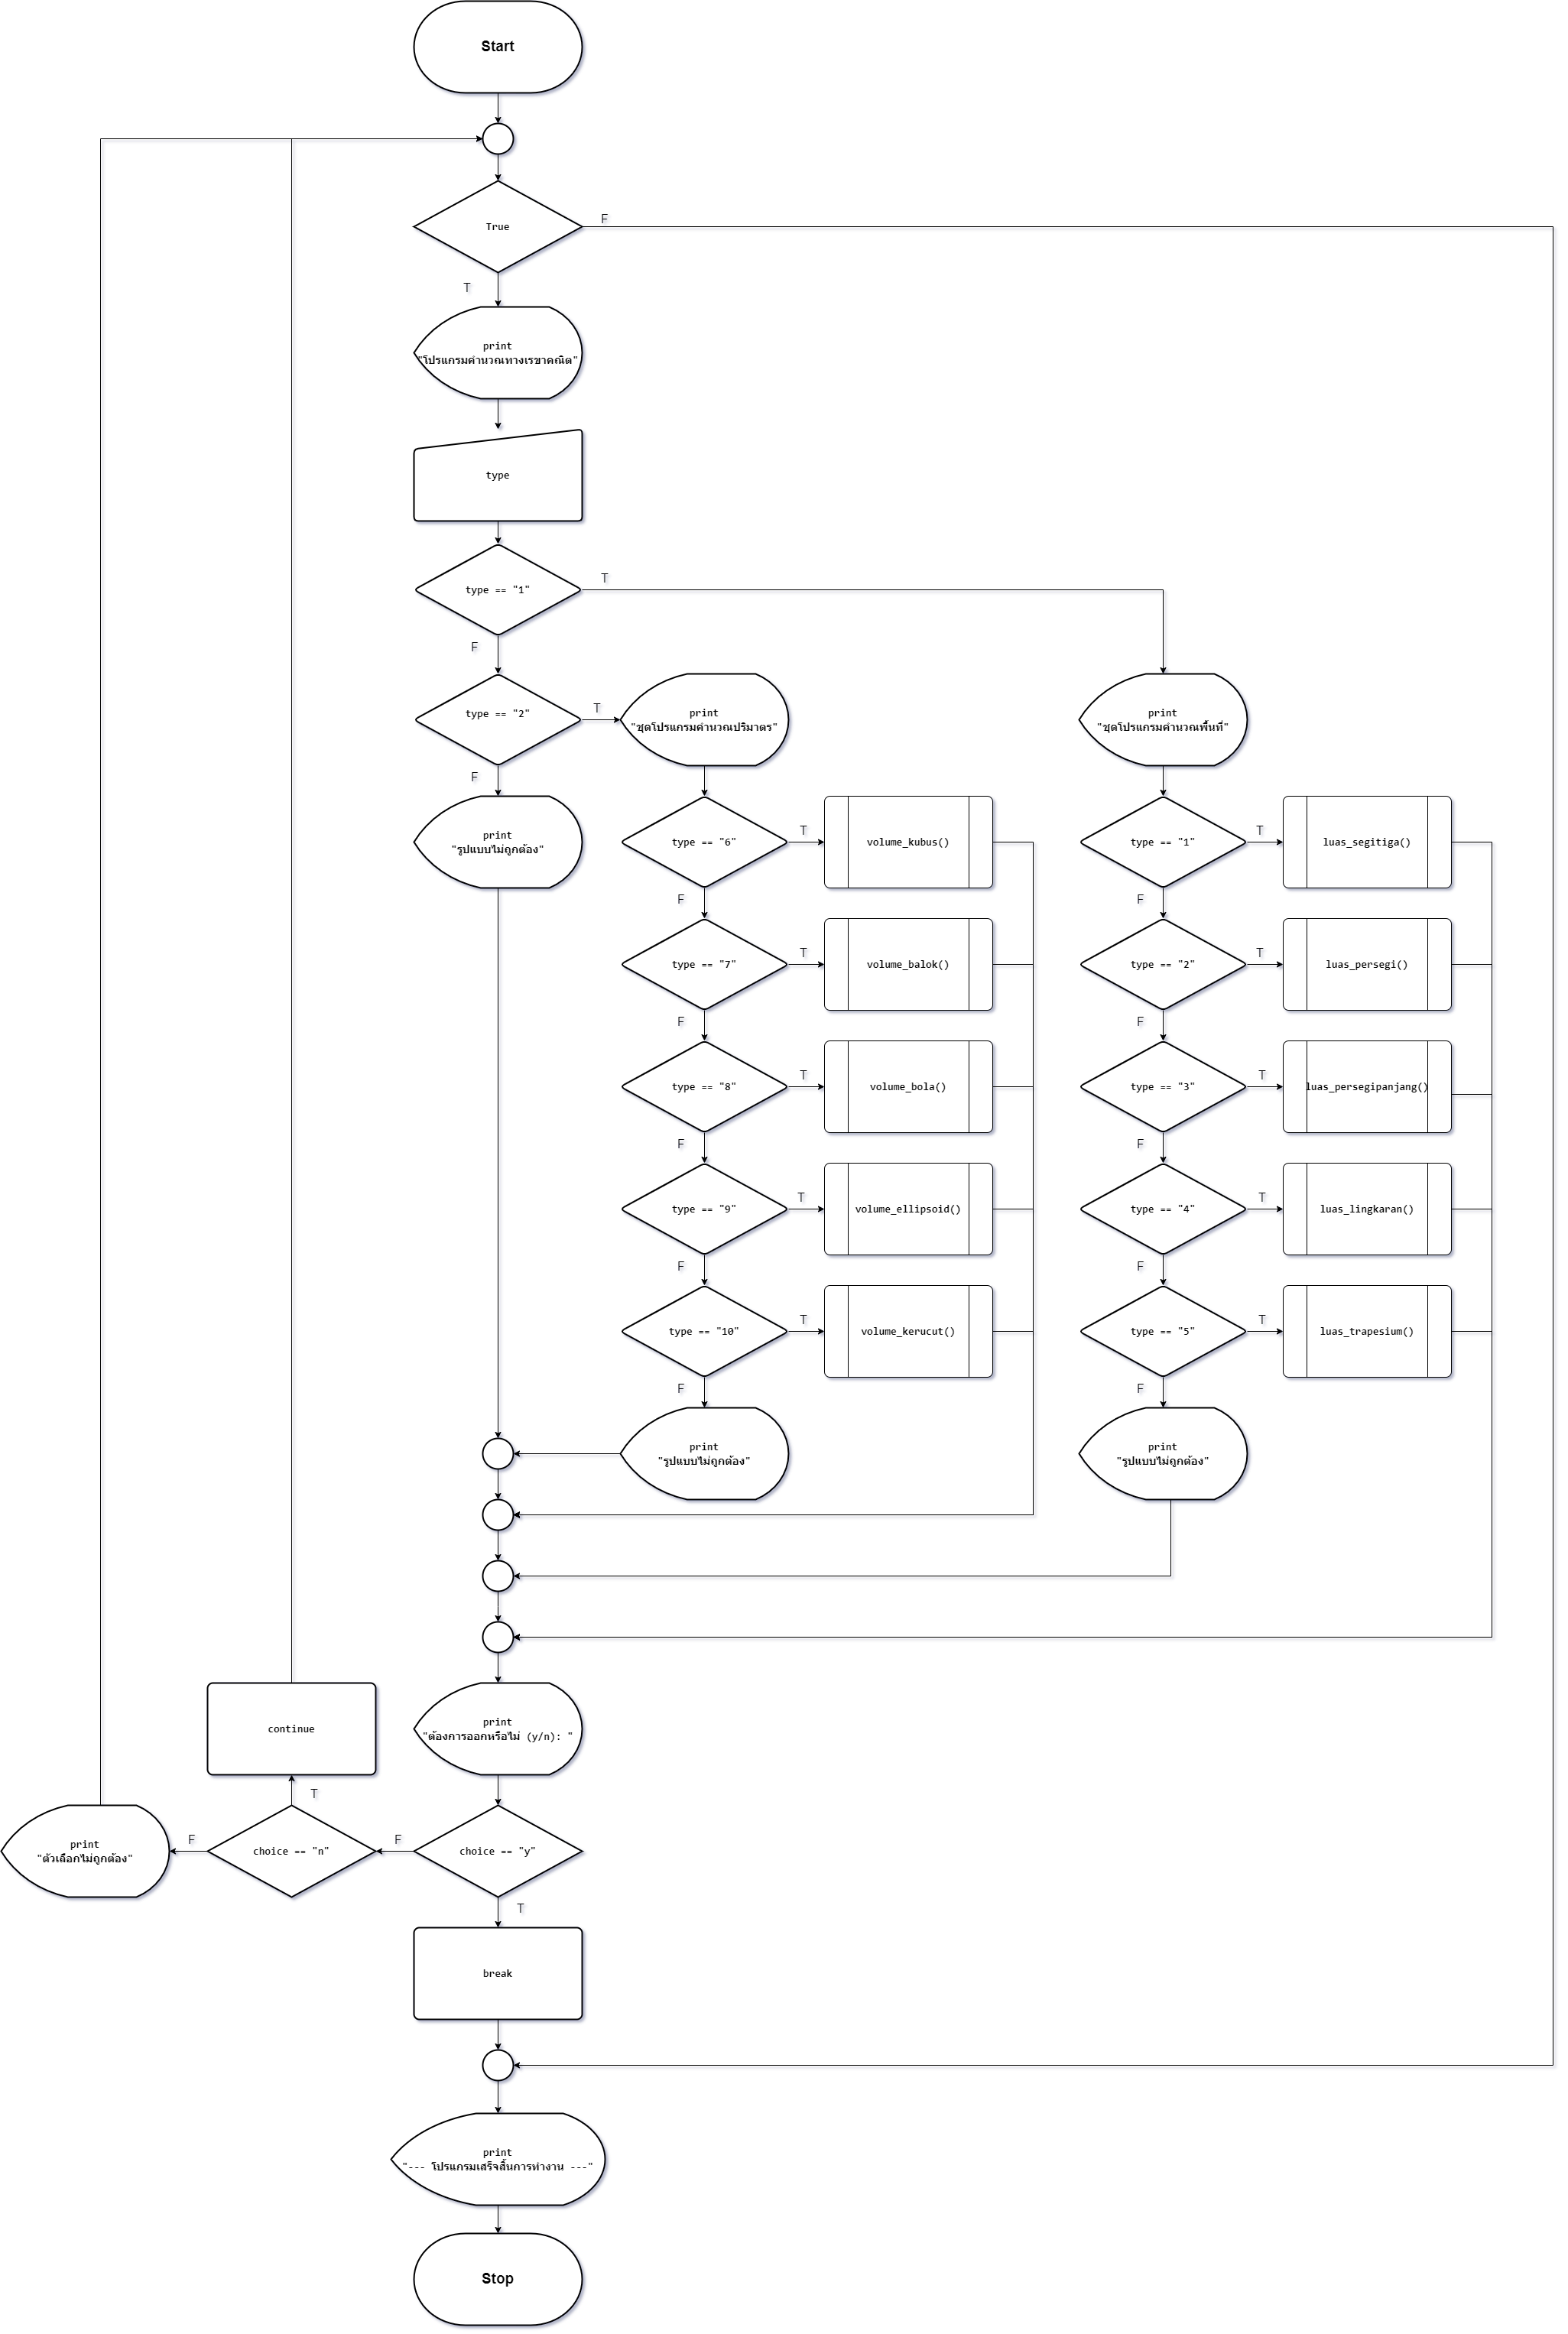 Start
True
F
T
print
"โปรแกรมคำนวณทางเรขาคณิต"
type
type == "1"
T
F
type == "2"
T
F
print
"ชุดโปรแกรมคำนวณปริมาตร"
print
"ชุดโปรแกรมคำนวณพื้นที่"
print
"รูปแบบไม่ถูกต้อง"
type == "6"
T
volume_kubus()
F
type == "7"
T
volume_balok()
F
type == "8"
T
volume_bola()
F
type == "9"
T
volume_ellipsoid()
F
type == "10"
T
volume_kerucut()
F
print
"รูปแบบไม่ถูกต้อง"
type == "1"
T
luas_segitiga()
F
type == "2"
T
luas_persegi()
F
type == "3"
T
luas_persegipanjang()
F
type == "4"
T
luas_lingkaran()
F
type == "5"
T
luas_trapesium()
F
print
"รูปแบบไม่ถูกต้อง"
print
"ต้องการออกหรือไม่ (y/n): "
continue
T
choice == "y"
F
choice == "n"
F
print
"ตัวเลือกไม่ถูกต้อง"
T
break
print
"--- โปรแกรมเสร็จสิ้นการทำงาน ---"
Stop